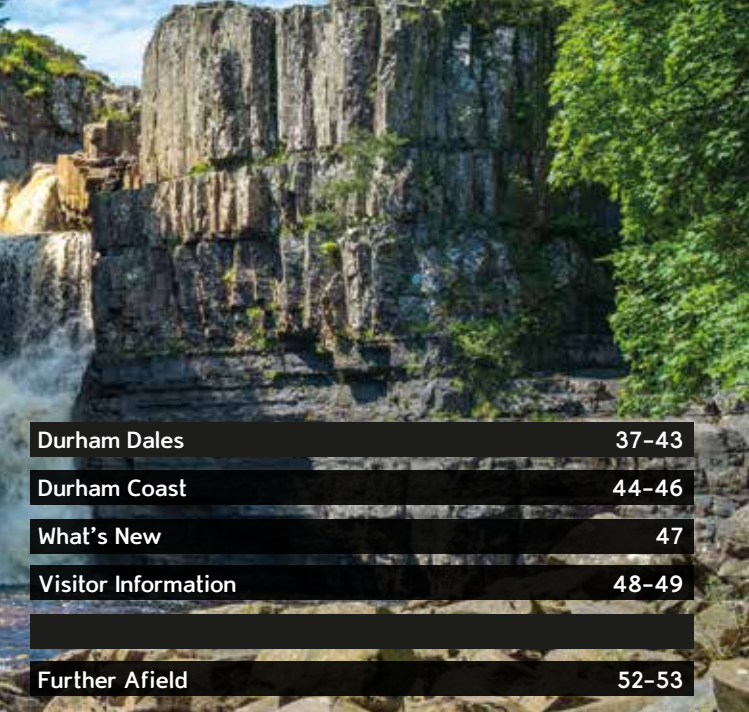 Durham Dales 37–43
Durham Coast 44–46
What's New 47
Visitor Information 48–49
Further Afield 52–53